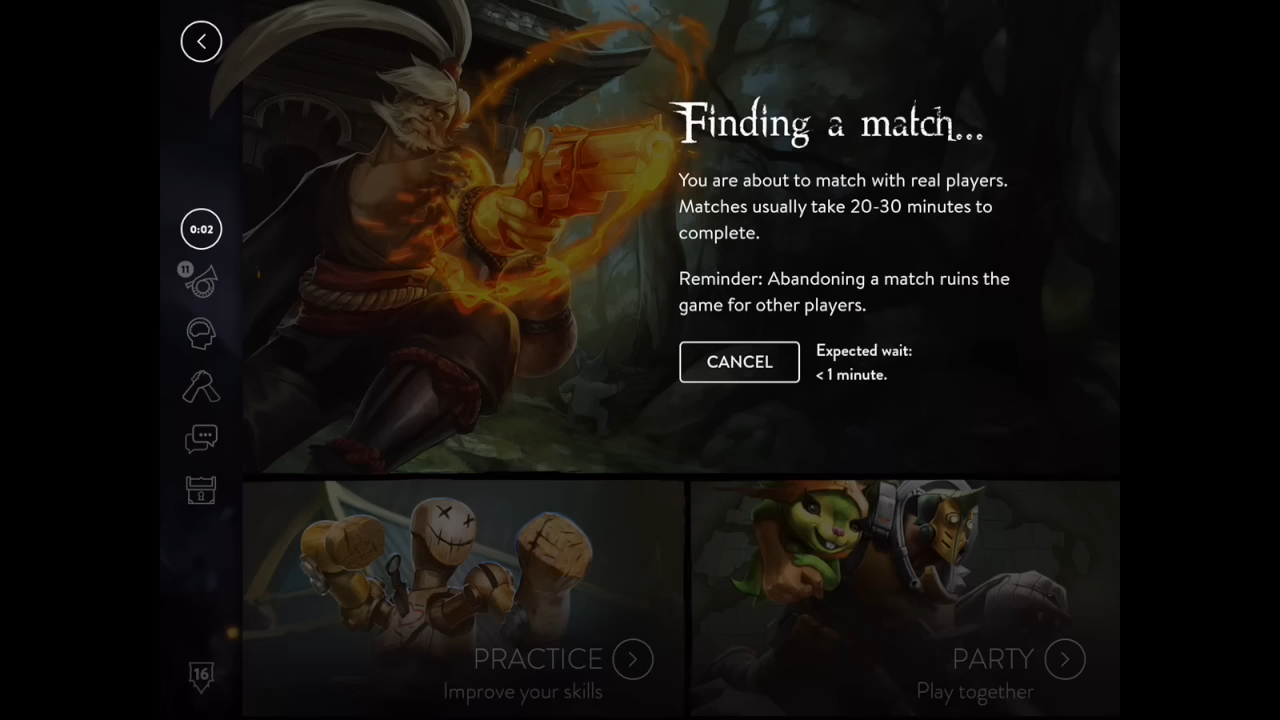 Finding a match...
You are about to match with real players.
Matches usually take 20-30 minutes to
complete.
Reminder: Abandoning a match ruins the
game for other players.
CANCEL
Expected wait:
< 1 minute.
0:02
11
16
PRACTICE
Improve your skills
PARTY
Play together